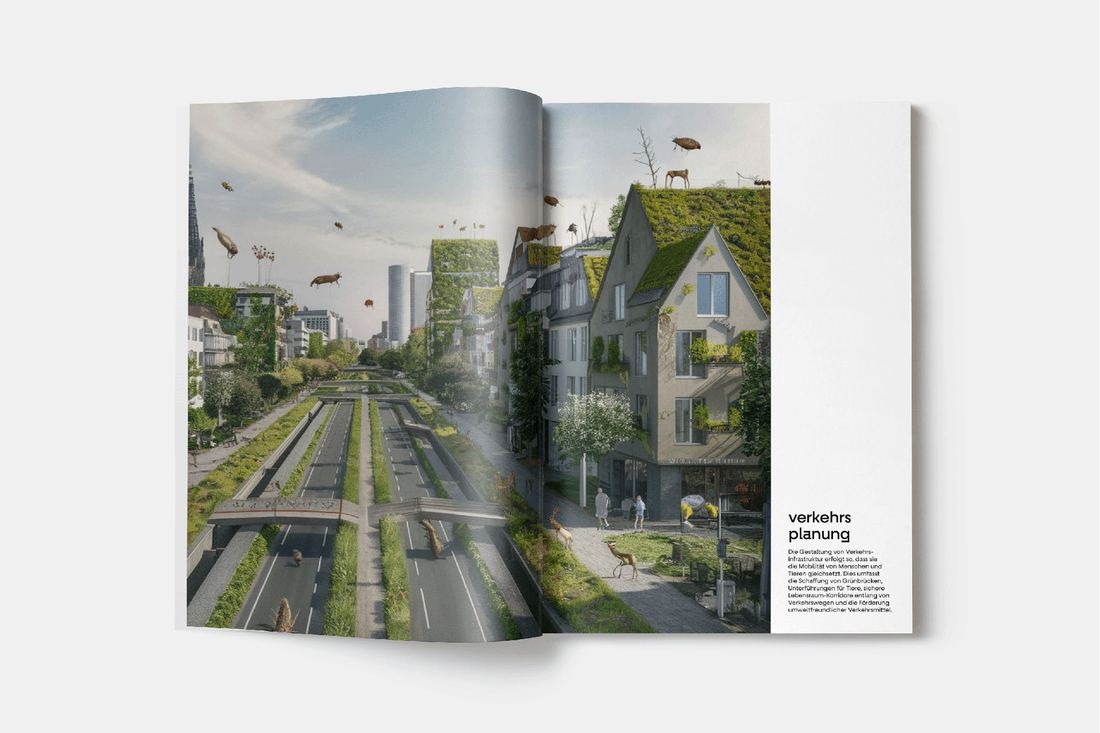 verkehrs
planung
Die Gestaltung von Verkehrs-
infrastruktur erfolgt so, dass sie
die Mobilität von Menschen und
Tieren gleichsetzt. Dies umfasst
die Schaffung von Grünbrücken,
Unterführungen für Tiere, sichere
Lebensraum-Korridore entlang von
Verkehrswegen und die Förderung
umweltfreundlicher Verkehrsmittel.